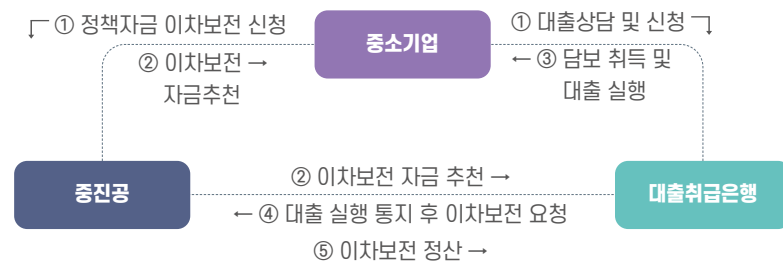 ① 정책자금 이차보전 신청
② 이차보전 →
자금추천
중소기업
① 대출상담 및 신청
← ③ 담보 취득 및
대출 실행
중진공
② 이차보전 자금 추천 →
← ④ 대출 실행 통지 후 이차보전 요청
⑤ 이차보전 정산 →
대출취급은행